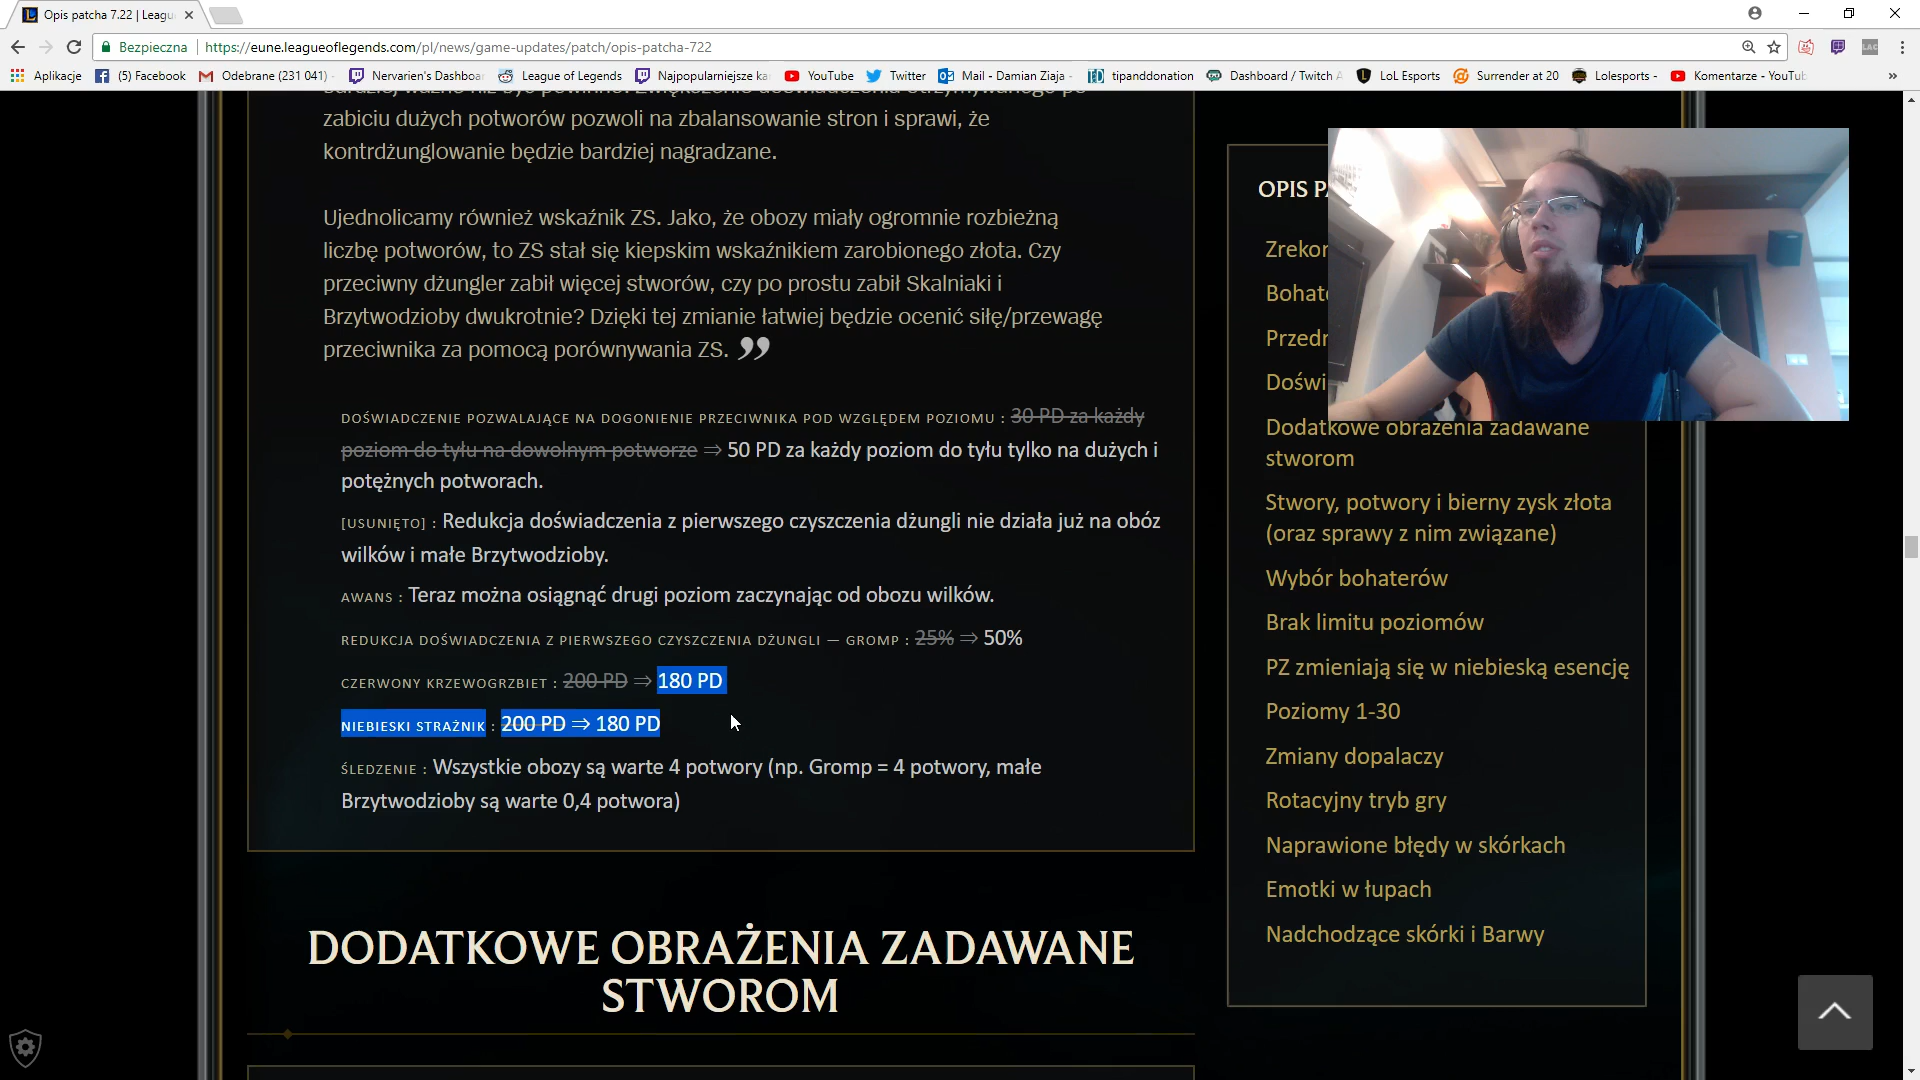 Opis patcha 7.22 | Leagu
Bezpieczna | https://eune.leagueoflegends.com/pl/news/game-updates/patch/opis-patcha-722
Aplikacje (5) Facebook Odebrane (231 041) - Nervarien's Dashboa League of Legends Najpopularniejsze ka YouTube Twitter Mail - Damian Ziaja - tipanddonation Dashboard / Twitch A LoL Esports Surrender at 20 Lolesports - Komentarze - YouTub »
zabiciu dużych potworów pozwoli na zbalansowanie stron i sprawi, że
kontrdżunglowanie będzie bardziej nagradzane.
Ujednolicamy również wskaźnik ZS. Jako, że obozy miały ogromnie rozbieżną
liczbę potworów, to ZS stał się kiepskim wskaźnikiem zarobionego złota. Czy
przeciwny dżungler zabił więcej stworów, czy po prostu zabił Skalniaki i
Brzytwodzioby dwukrotnie? Dzięki tej zmianie łatwiej będzie ocenić siłę/przewagę
przeciwnika za pomocą porównywania ZS. ”
DOŚWIADCZENIE POZWALAJĄCE NA DOGONIENIE PRZECIWNIKA POD WZGLĘDEM POZIOMU : 30 PD za każdy
poziom do tyłu na dowolnym potworze ⇒ 50 PD za każdy poziom do tyłu tylko na dużych i
potężnych potworach.
[USUNIĘTO] : Redukcja doświadczenia z pierwszego czyszczenia dżungli nie działa już na obóz
wilków i małe Brzytwodzioby.
AWANS : Teraz można osiągnąć drugi poziom zaczynając od obozu wilków.
REDUKCJA DOŚWIADCZENIA Z PIERWSZEGO CZYSZCZENIA DŻUNGLI — GROMP : 25% ⇒ 50%
CZERWONY KRZEWOGRZBIET : 200 PD ⇒ 180 PD
NIEBIESKI STRAŻNIK : 200 PD ⇒ 180 PD
ŚLEDZENIE : Wszystkie obozy są warte 4 potwory (np. Gromp = 4 potwory, małe
Brzytwodzioby są warte 0,4 potwora)
DODATKOWE OBRAŻENIA ZADAWANE
STWOROM
OPIS PA
Zrekon
Bohate
Przedm
Doświ
Dodatkowe obrażenia zadawane
stworom
Stwory, potwory i bierny zysk złota
(oraz sprawy z nim związane)
Wybór bohaterów
Brak limitu poziomów
PZ zmieniają się w niebieską esencję
Poziomy 1-30
Zmiany dopalaczy
Rotacyjny tryb gry
Naprawione błędy w skórkach
Emotki w łupach
Nadchodzące skórki i Barwy